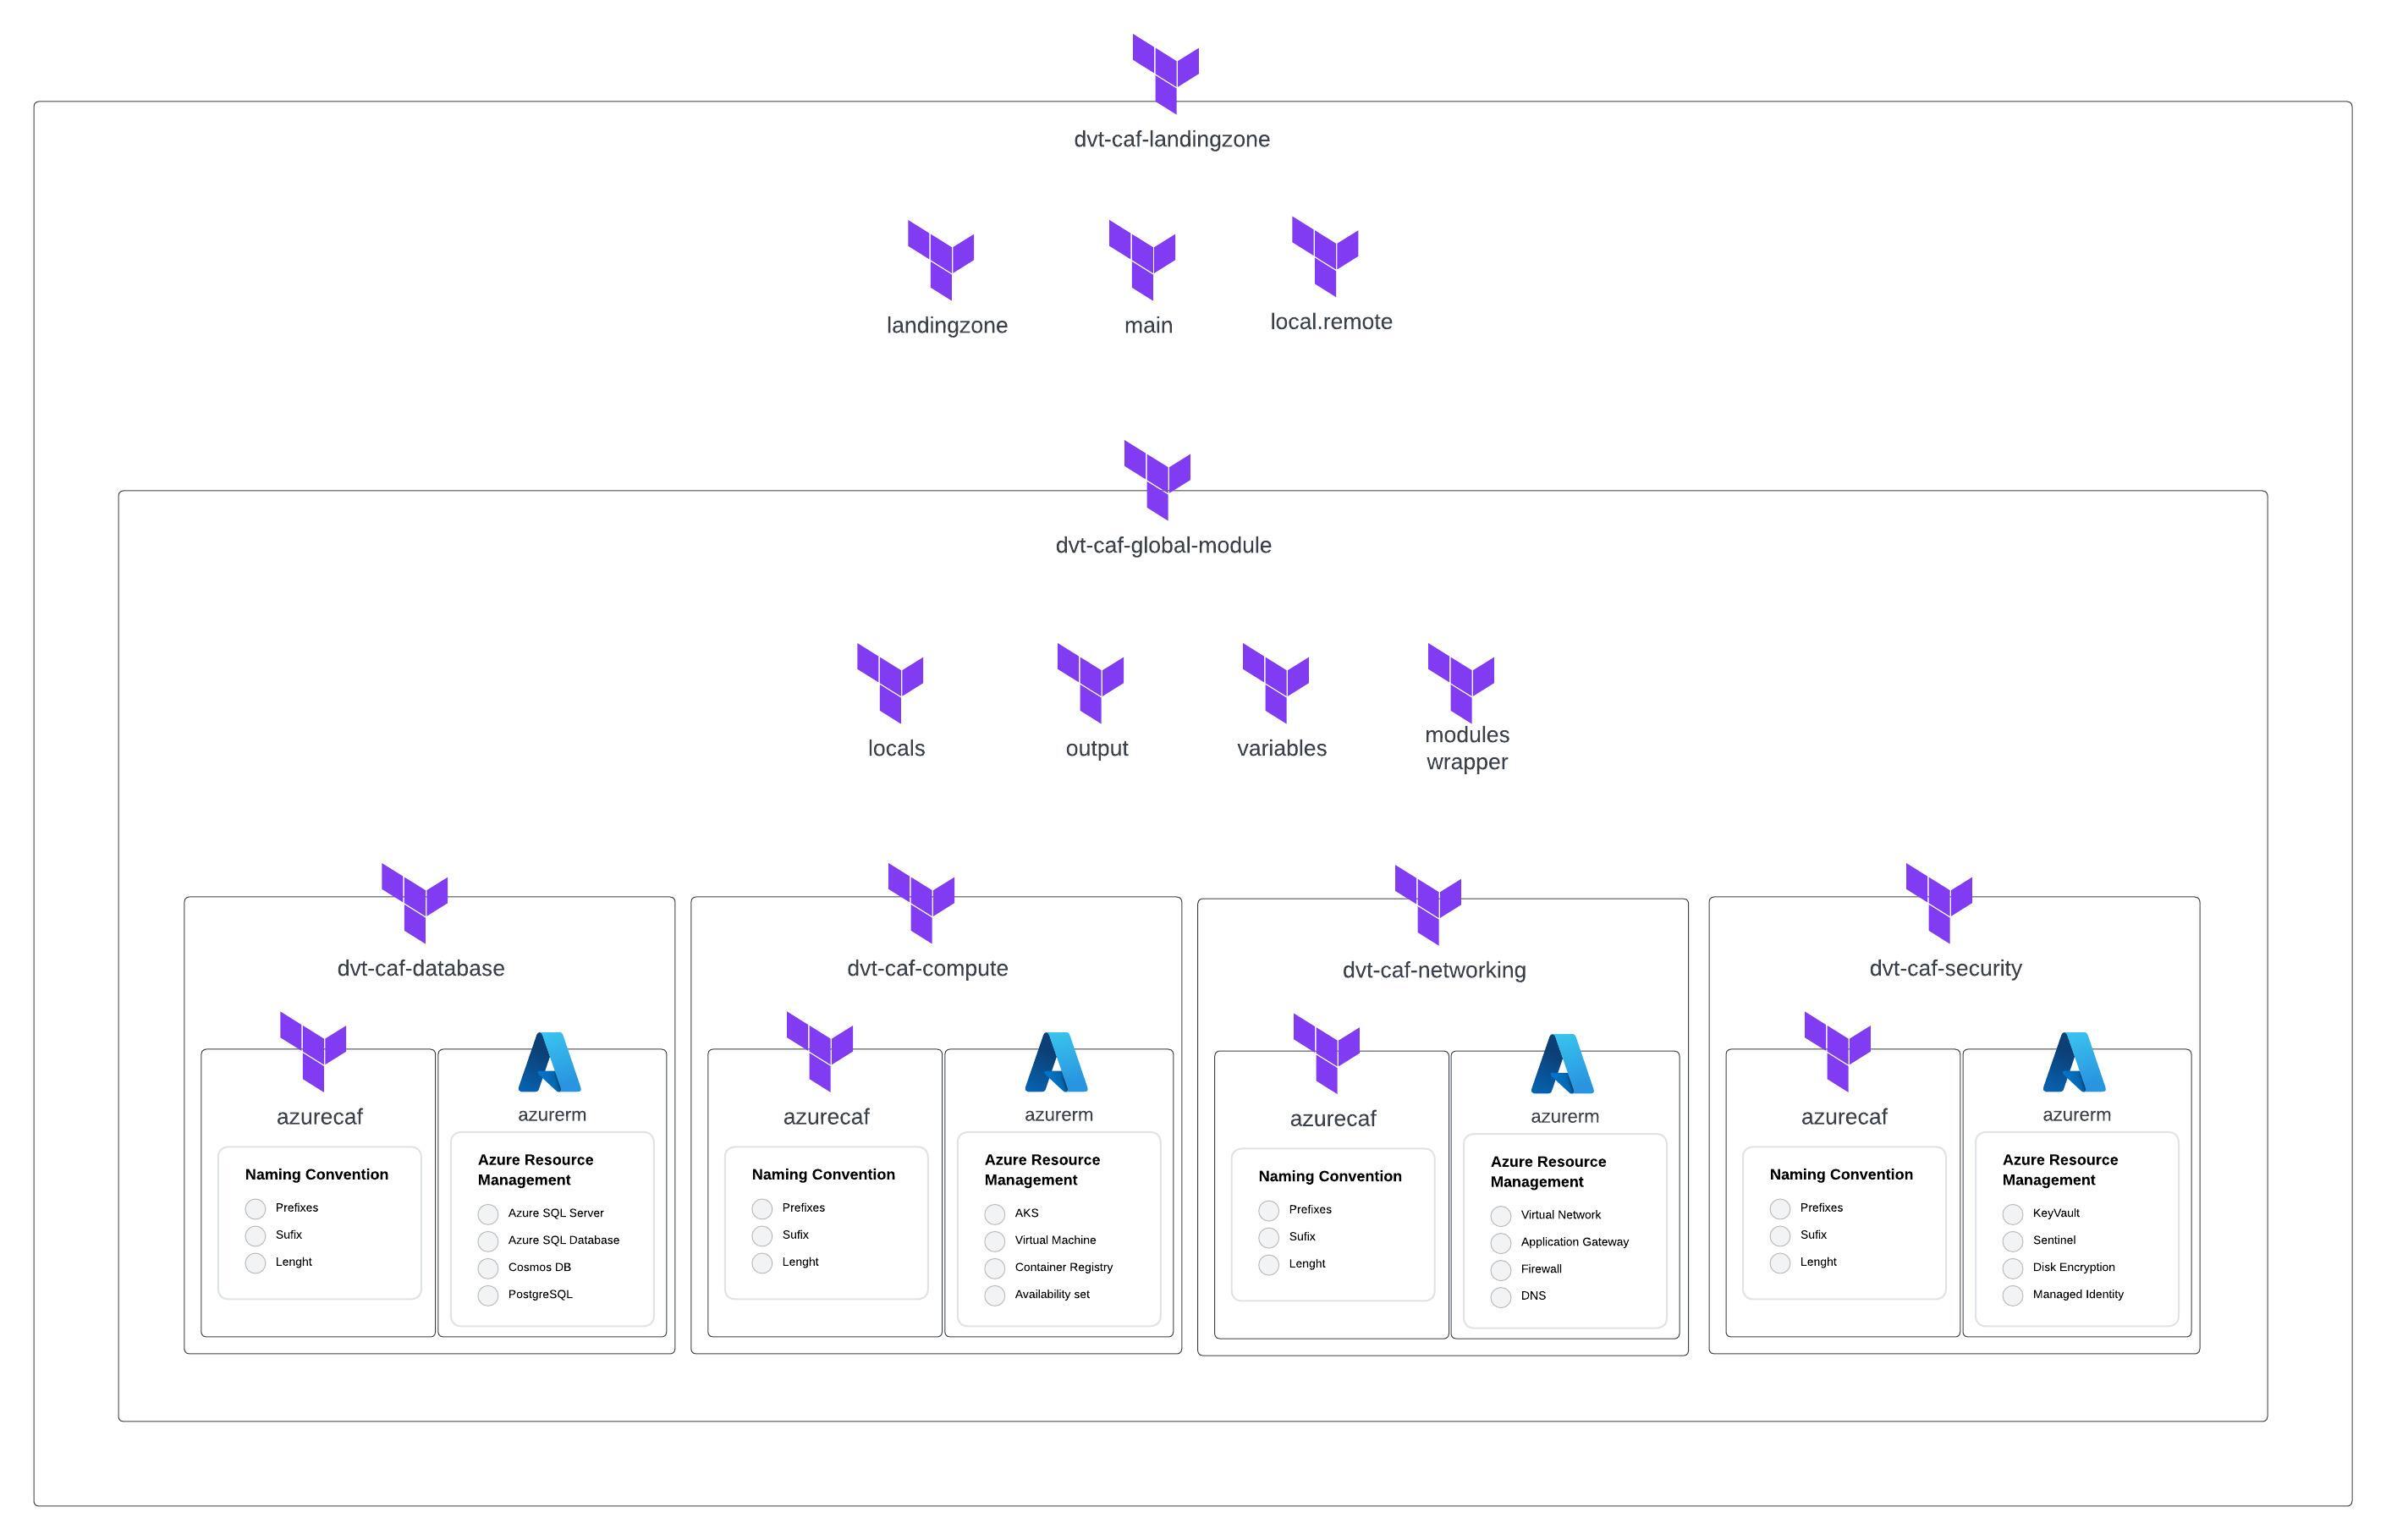 dvt-caf-landingzone
landingzone
main
local.remote
dvt-caf-global-module
locals
output
variables
modules
wrapper
dvt-caf-database
azurecaf
Naming Convention
Prefixes
Sufix
Lenght
azurerm
Azure Resource
Management
Azure SQL Server
Azure SQL Database
Cosmos DB
PostgreSQL
dvt-caf-compute
azurecaf
Naming Convention
Prefixes
Sufix
Lenght
azurerm
Azure Resource
Management
AKS
Virtual Machine
Container Registry
Availability set
dvt-caf-networking
azurecaf
Naming Convention
Prefixes
Sufix
Lenght
azurerm
Azure Resource
Management
Virtual Network
Application Gateway
Firewall
DNS
dvt-caf-security
azurecaf
Naming Convention
Prefixes
Sufix
Lenght
azurerm
Azure Resource
Management
KeyVault
Sentinel
Disk Encryption
Managed Identity